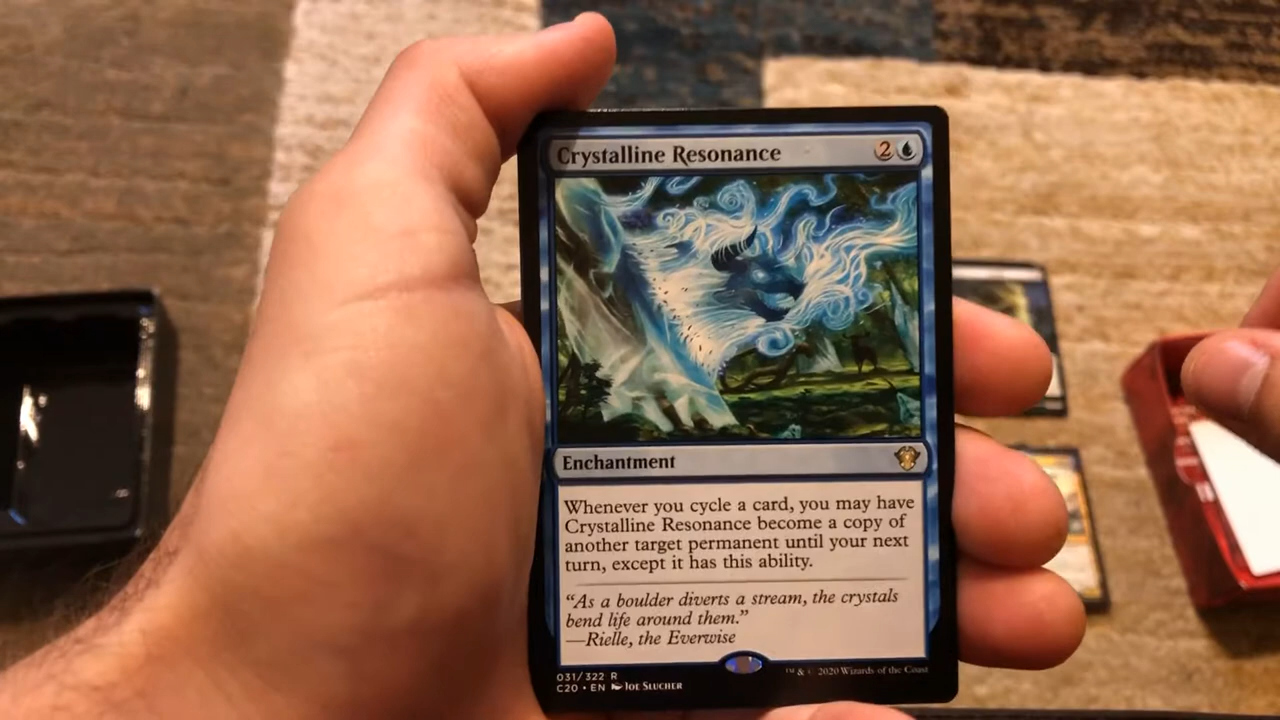 Crystalline Resonance 2
Enchantment
Whenever you cycle a card, you may have
Crystalline Resonance become a copy of
another target permanent until your next
turn, except it has this ability.
“As a boulder diverts a stream, the crystals
bend life around them.”
—Rielle, the Everwise
031/322 R
C20 • EN Joe Slucher
™ & © 2020 Wizards of the Coast